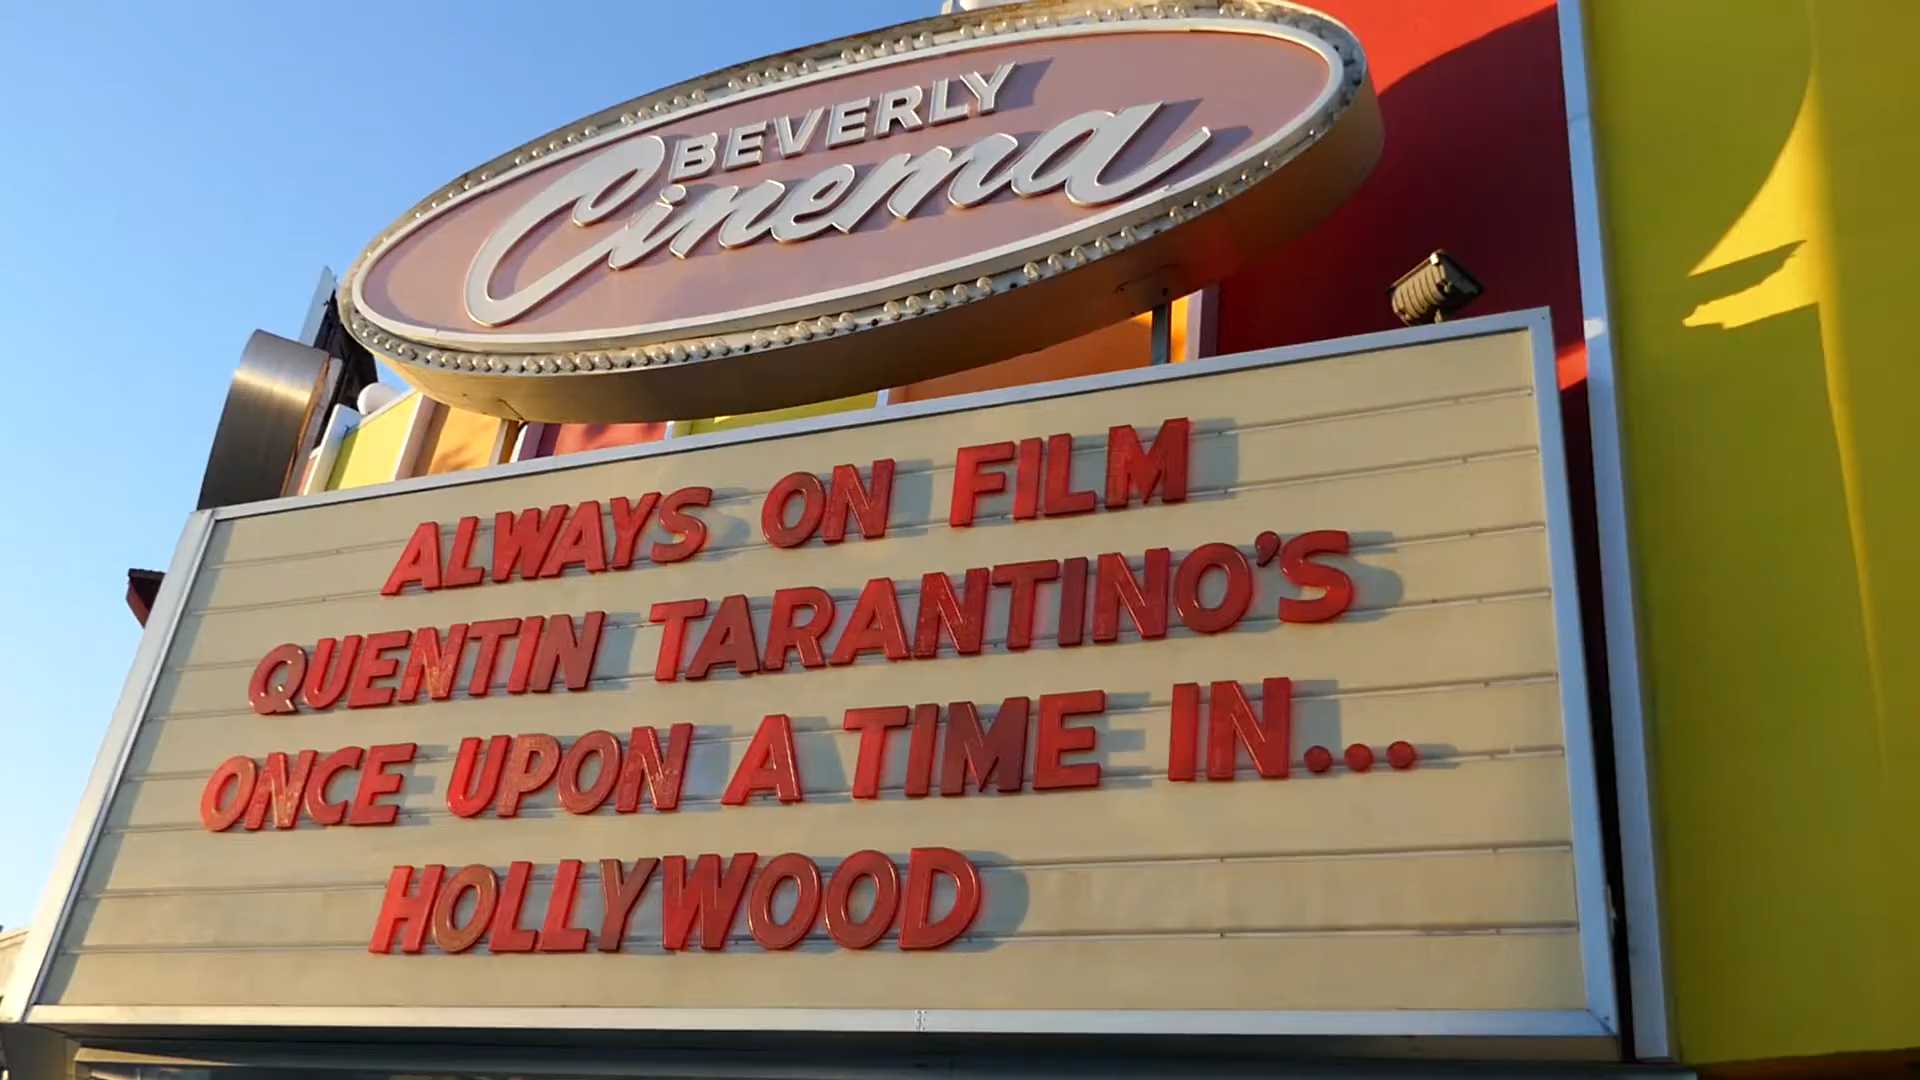 BEVERLY
Cinema
ALWAYS ON FILM
QUENTIN TARANTINO'S
ONCE UPON A TIME IN...
HOLLYWOOD